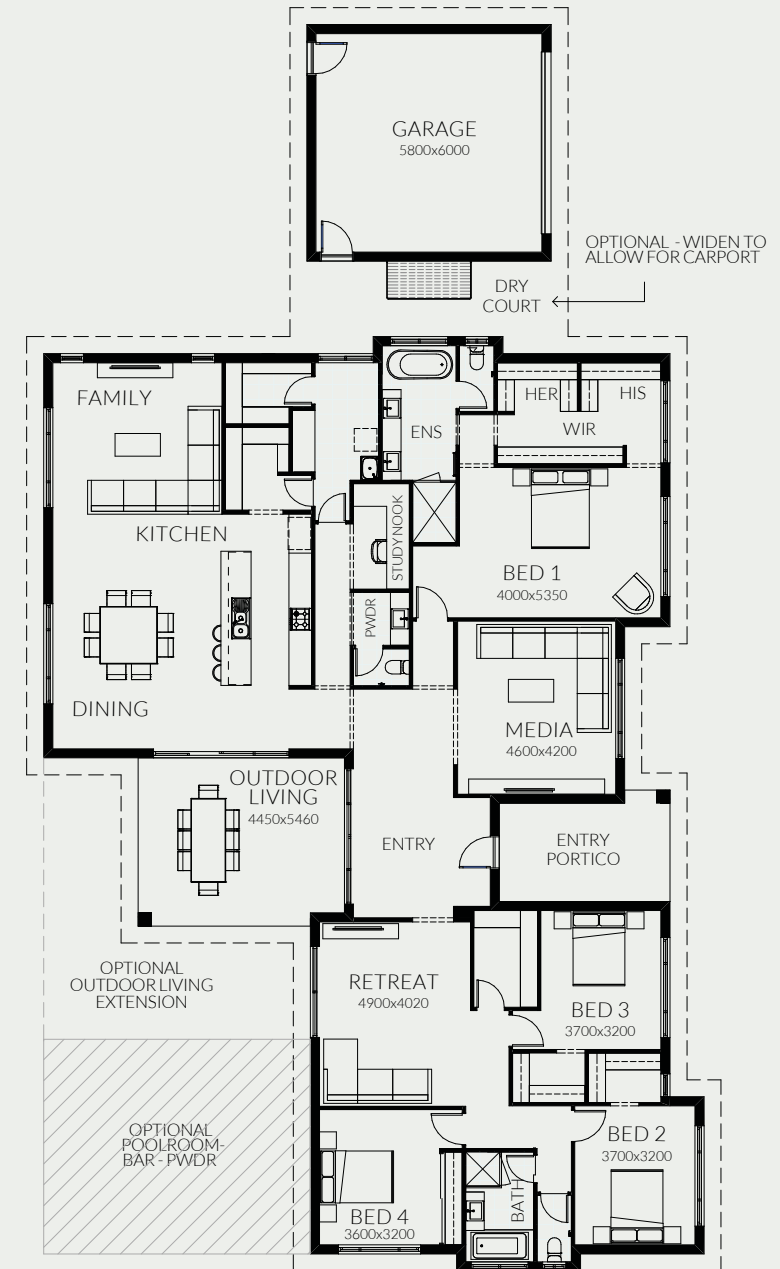 GARAGE
5800x6000
OPTIONAL - WIDEN TO
ALLOW FOR CARPORT
DRY
COURT
FAMILY
HER
HIS
WIR
ENS
KITCHEN
STUDY NOOK
BED 1
4000x5350
PWDR
DINING
MEDIA
4600x4200
OUTDOOR
LIVING
4450x5460
ENTRY
ENTRY
PORTICO
OPTIONAL
OUTDOOR LIVING
EXTENSION
RETREAT
4900x4020
BED 3
3700x3200
OPTIONAL
POOLROOM-
BAR - PWDR
BED 2
3700x3200
BATH
BED 4
3600x3200